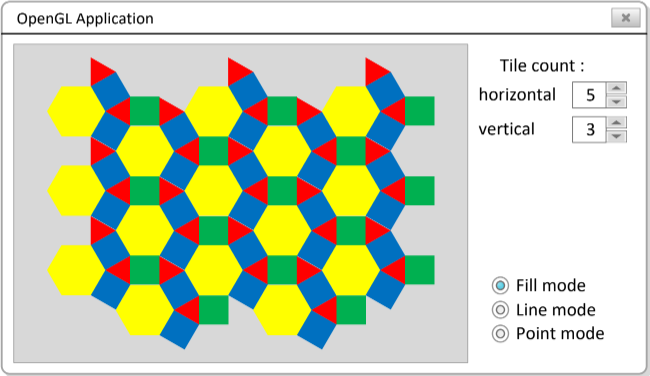 OpenGL Application
Tile count :
horizontal 5
vertical 3
Fill mode
Line mode
Point mode